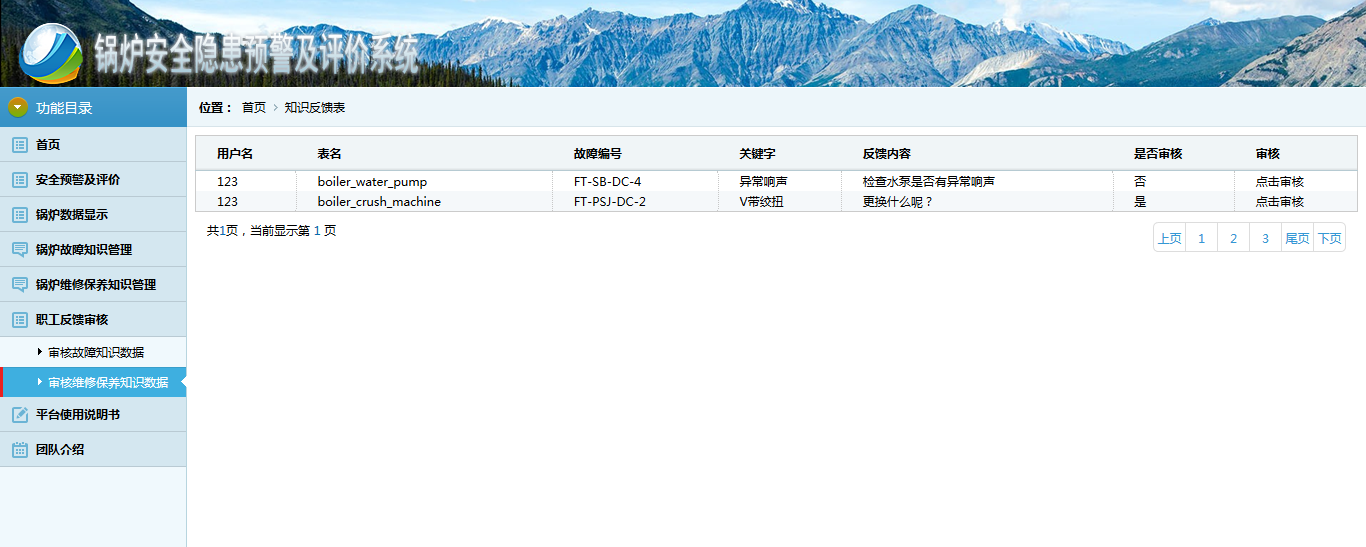 锅炉安全隐患预警及评价系统
功能目录
位置： 首页 > 知识反馈表
首页
安全预警及评价
锅炉数据显示
锅炉故障知识管理
锅炉维修保养知识管理
职工反馈审核
审核故障知识数据
审核维修保养知识数据
平台使用说明书
团队介绍
用户名 表名 故障编号 关键字 反馈内容 是否审核 审核
123 boiler_water_pump FT-SB-DC-4 异常响声 检查水泵是否有异常响声 否 点击审核
123 boiler_crush_machine FT-PSJ-DC-2 V带绞扭 更换什么呢？ 是 点击审核
共1页，当前显示第 1 页
上页 1 2 3 尾页 下页